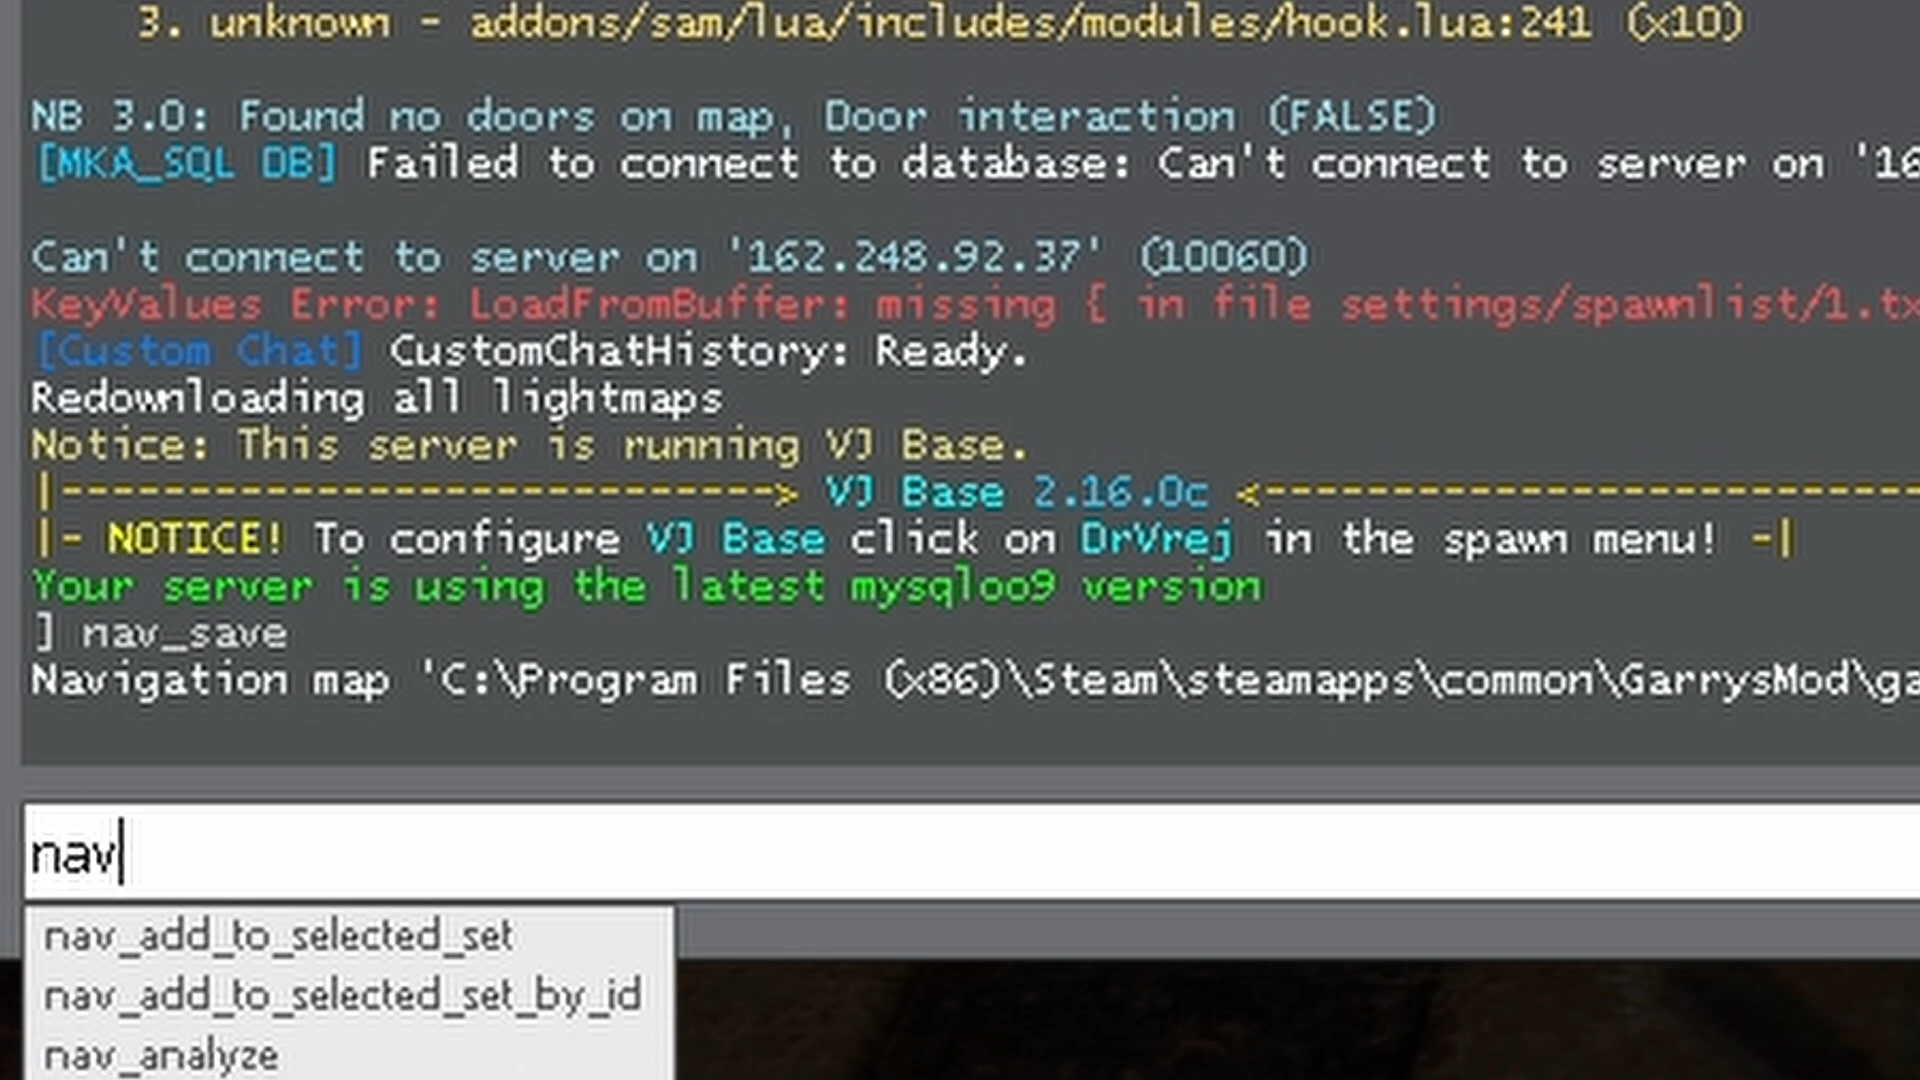 3. unknown - addons/sam/lua/includes/modules/hook.lua:241 (x10)
NB 3.0: Found no doors on map, Door interaction (FALSE)
[MKA_SQL DB] Failed to connect to database: Can't connect to server on '16
Can't connect to server on '162.248.92.37' (10060)
KeyValues Error: LoadFromBuffer: missing { in file settings/spawnlist/1.tx
[Custom Chat] CustomChatHistory: Ready.
Redownloading all lightmaps
Notice: This server is running VJ Base.
|----------------------------> VJ Base 2.16.0c <--------------------------
|- NOTICE! To configure VJ Base click on DrVrej in the spawn menu! -|
Your server is using the latest mysqloo9 version
] nav_save
Navigation map 'C:\Program Files (x86)\Steam\steamapps\common\GarrysMod\ga
nav
nav_add_to_selected_set
nav_add_to_selected_set_by_id
nav_analyze